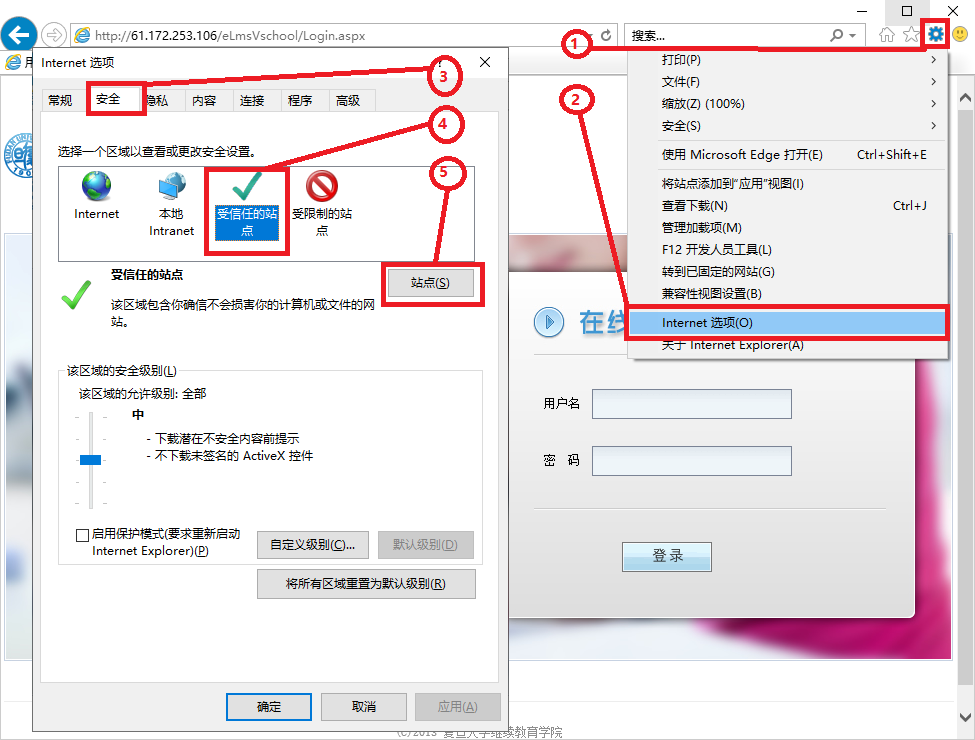 http://61.172.253.106/eLmsVschool/Login.aspx
搜索...
1
Internet 选项
?
3
常规
安全
隐私
内容
连接
程序
高级
打印(P)
文件(F)
缩放(Z) (100%)
安全(S)
2
4
使用 Microsoft Edge 打开(E) Ctrl+Shift+E
选择一个区域以查看或更改安全设置。
将站点添加到“应用”视图(I)
查看下载(N) Ctrl+J
管理加载项(M)
F12 开发人员工具(L)
转到已固定的网站(G)
兼容性视图设置(B)
Internet 选项(O)
关于 Internet Explorer(A)
5
Internet
本地
Intranet
受信任的站
点
受限制的站
点
受信任的站点
站点(S)
该区域包含你确信不会损害你的计算机或文件的网
站。
在线
该区域的安全级别(L)
该区域的允许级别: 全部
中
- 下载潜在不安全内容前提示
- 不下载未签名的 ActiveX 控件
用户名
密 码
启用保护模式(要求重新启动
Internet Explorer)(P)
自定义级别(C)...
默认级别(D)
将所有区域重置为默认级别(R)
登 录
确定
取消
应用(A)
(C)2013 复旦大学继续教育学院